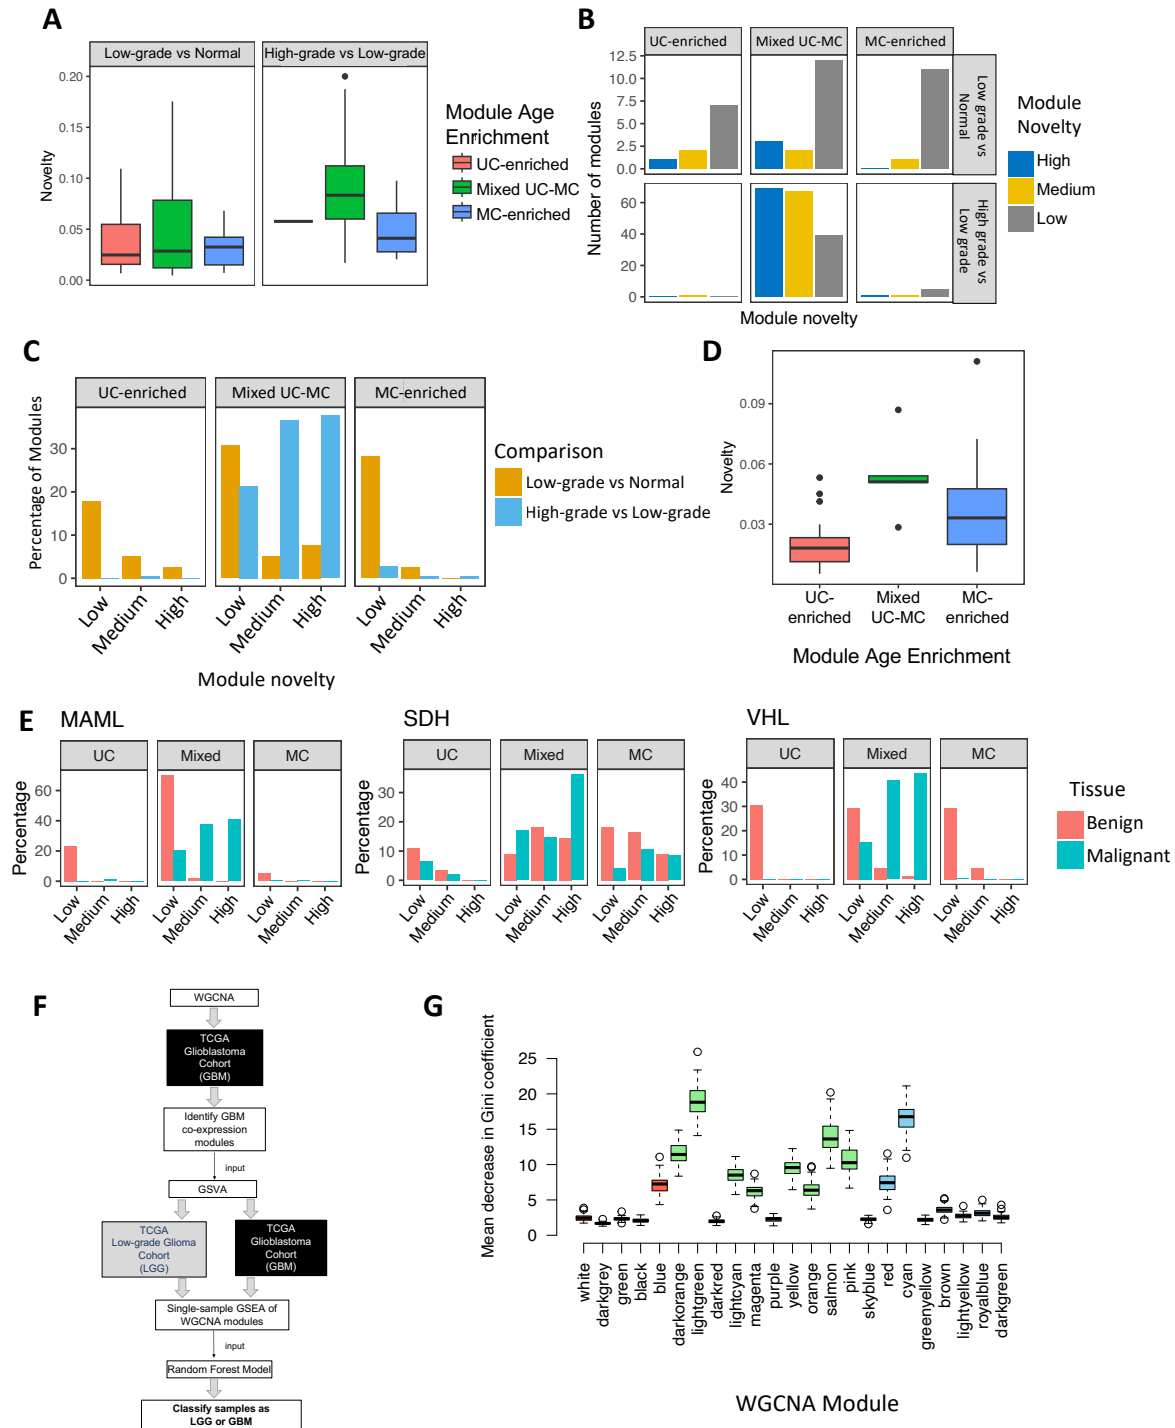 A
Low-grade vs Normal
High-grade vs Low-grade
0.20
0.15
0.10
0.05
0.00
Novelty
Module Age
Enrichment
UC-enriched
Mixed UC-MC
MC-enriched
B
UC-enriched
Mixed UC-MC
MC-enriched
12.5
10.0
7.5
5.0
2.5
0.0
60
40
20
0
Number of modules
Low grade vs
Normal
High grade vs
Low grade
Module novelty
Module
Novelty
High
Medium
Low
C
UC-enriched
Mixed UC-MC
MC-enriched
30
20
10
0
Percentage of Modules
Low
Medium
High
Low
Medium
High
Low
Medium
High
Module novelty
Comparison
Low-grade vs Normal
High-grade vs Low-grade
D
0.09
0.06
0.03
Novelty
UC-
enriched
Mixed
UC-MC
MC-
enriched
Module Age Enrichment
E
MAML
UC
Mixed
MC
60
40
20
0
Percentage
Low
Medium
High
Low
Medium
High
Low
Medium
High
SDH
UC
Mixed
MC
30
20
10
0
Percentage
Low
Medium
High
Low
Medium
High
Low
Medium
High
VHL
UC
Mixed
MC
40
30
20
10
0
Percentage
Low
Medium
High
Low
Medium
High
Low
Medium
High
Tissue
Benign
Malignant
F
WGCNA
TCGA
Glioblastoma
Cohort
(GBM)
Identify GBM
co-expression
modules
input
GSVA
TCGA
Low-grade Glioma
Cohort
(LGG)
TCGA
Glioblastoma
Cohort
(GBM)
Single-sample GSEA of
WGCNA modules
input
Random Forest Model
Classify samples as
LGG or GBM
G
25
20
15
10
5
0
Mean decrease in Gini coefficient
white
darkgrey
green
black
blue
darkorange
lightgreen
darkred
lightcyan
magenta
purple
yellow
orange
salmon
pink
skyblue
red
cyan
greenyellow
brown
lightyellow
royalblue
darkgreen
WGCNA Module